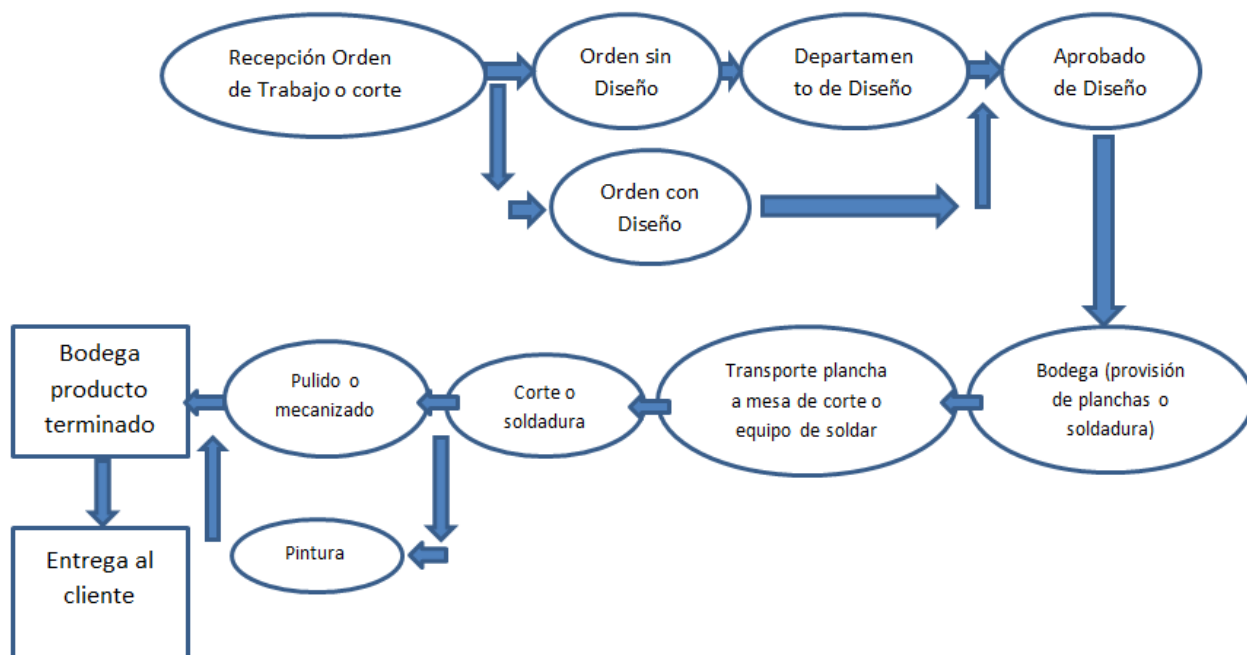 Recepción Orden
de Trabajo o corte
Orden sin
Diseño
Departamen
to de Diseño
Aprobado
de Diseño
Orden con
Diseño
Bodega
producto
terminado
Pulido o
mecanizado
Corte o
soldadura
Transporte plancha
a mesa de corte o
equipo de soldar
Bodega (provisión
de planchas o
soldadura)
Entrega al
cliente
Pintura